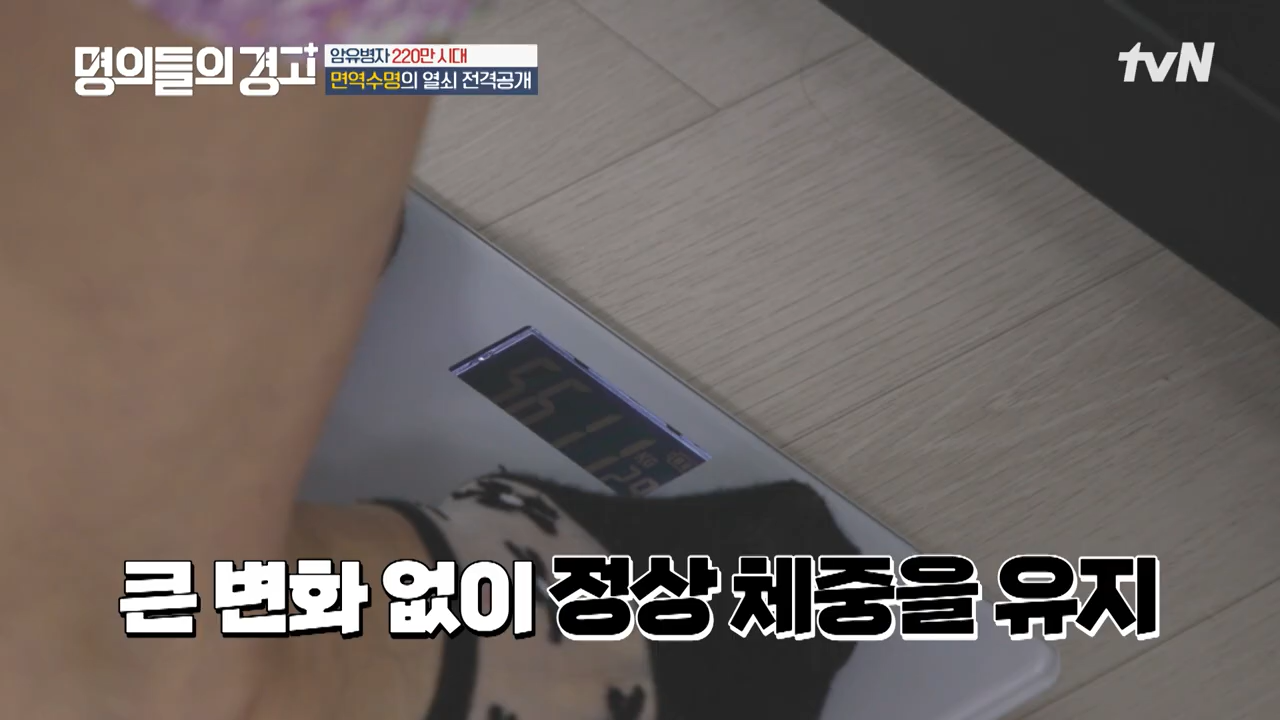 명의들의 경고+
암유병자 220만 시대
면역수명의 열쇠 전격공개
tvN
KG
큰 변화 없이 정상 체중을 유지